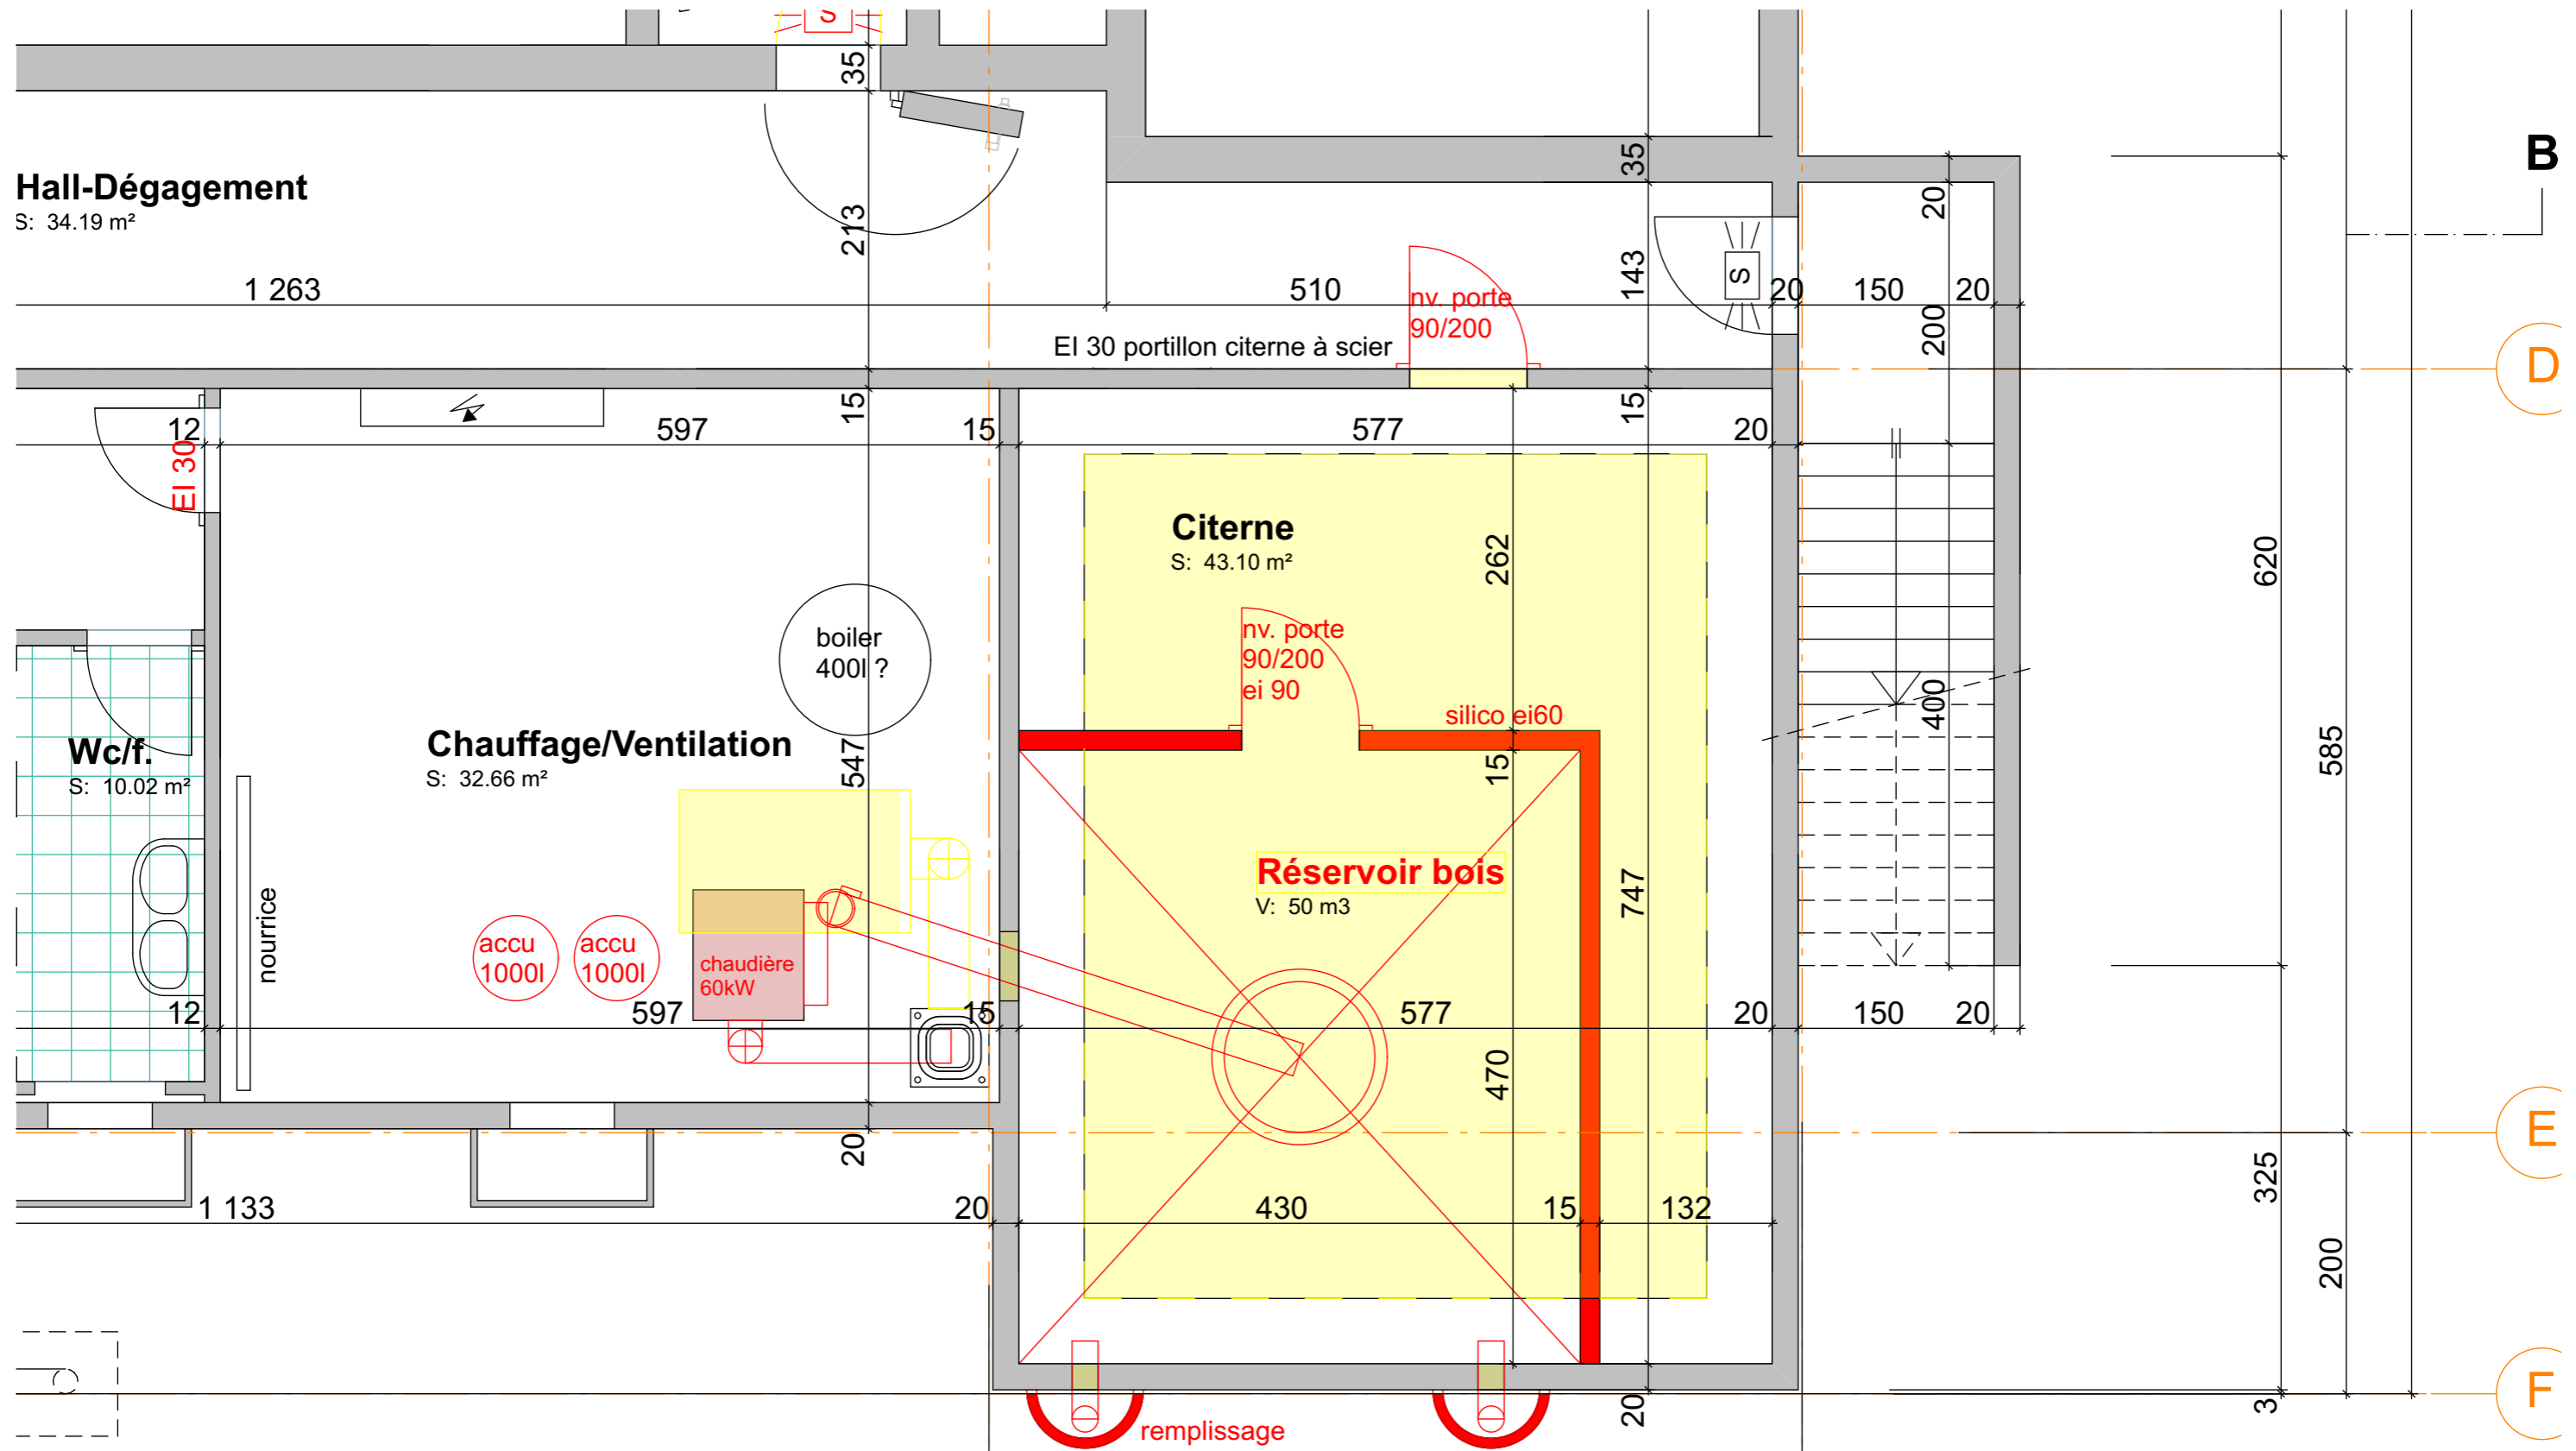 S
35
B
Hall-Dégagement
S: 34.19 m²
213
35
20
1 263
510
nv. porte
90/200
143
S
20
150
20
200
EI 30 portillon citerne à scier
D
12
EI 30
597
15
15
577
15
20
Citerne
S: 43.10 m²
262
620
boiler
400l ?
nv. porte
90/200
ei 90
silico ei60
400
Wc/f.
S: 10.02 m²
Chauffage/Ventilation
S: 32.66 m²
547
15
585
Réservoir bois
V: 50 m3
747
nourrice
accu
1000l
accu
1000l
chaudière
60kW
12
597
15
577
20
150
20
470
20
E
325
1 133
20
430
15
132
200
F
3
20
remplissage